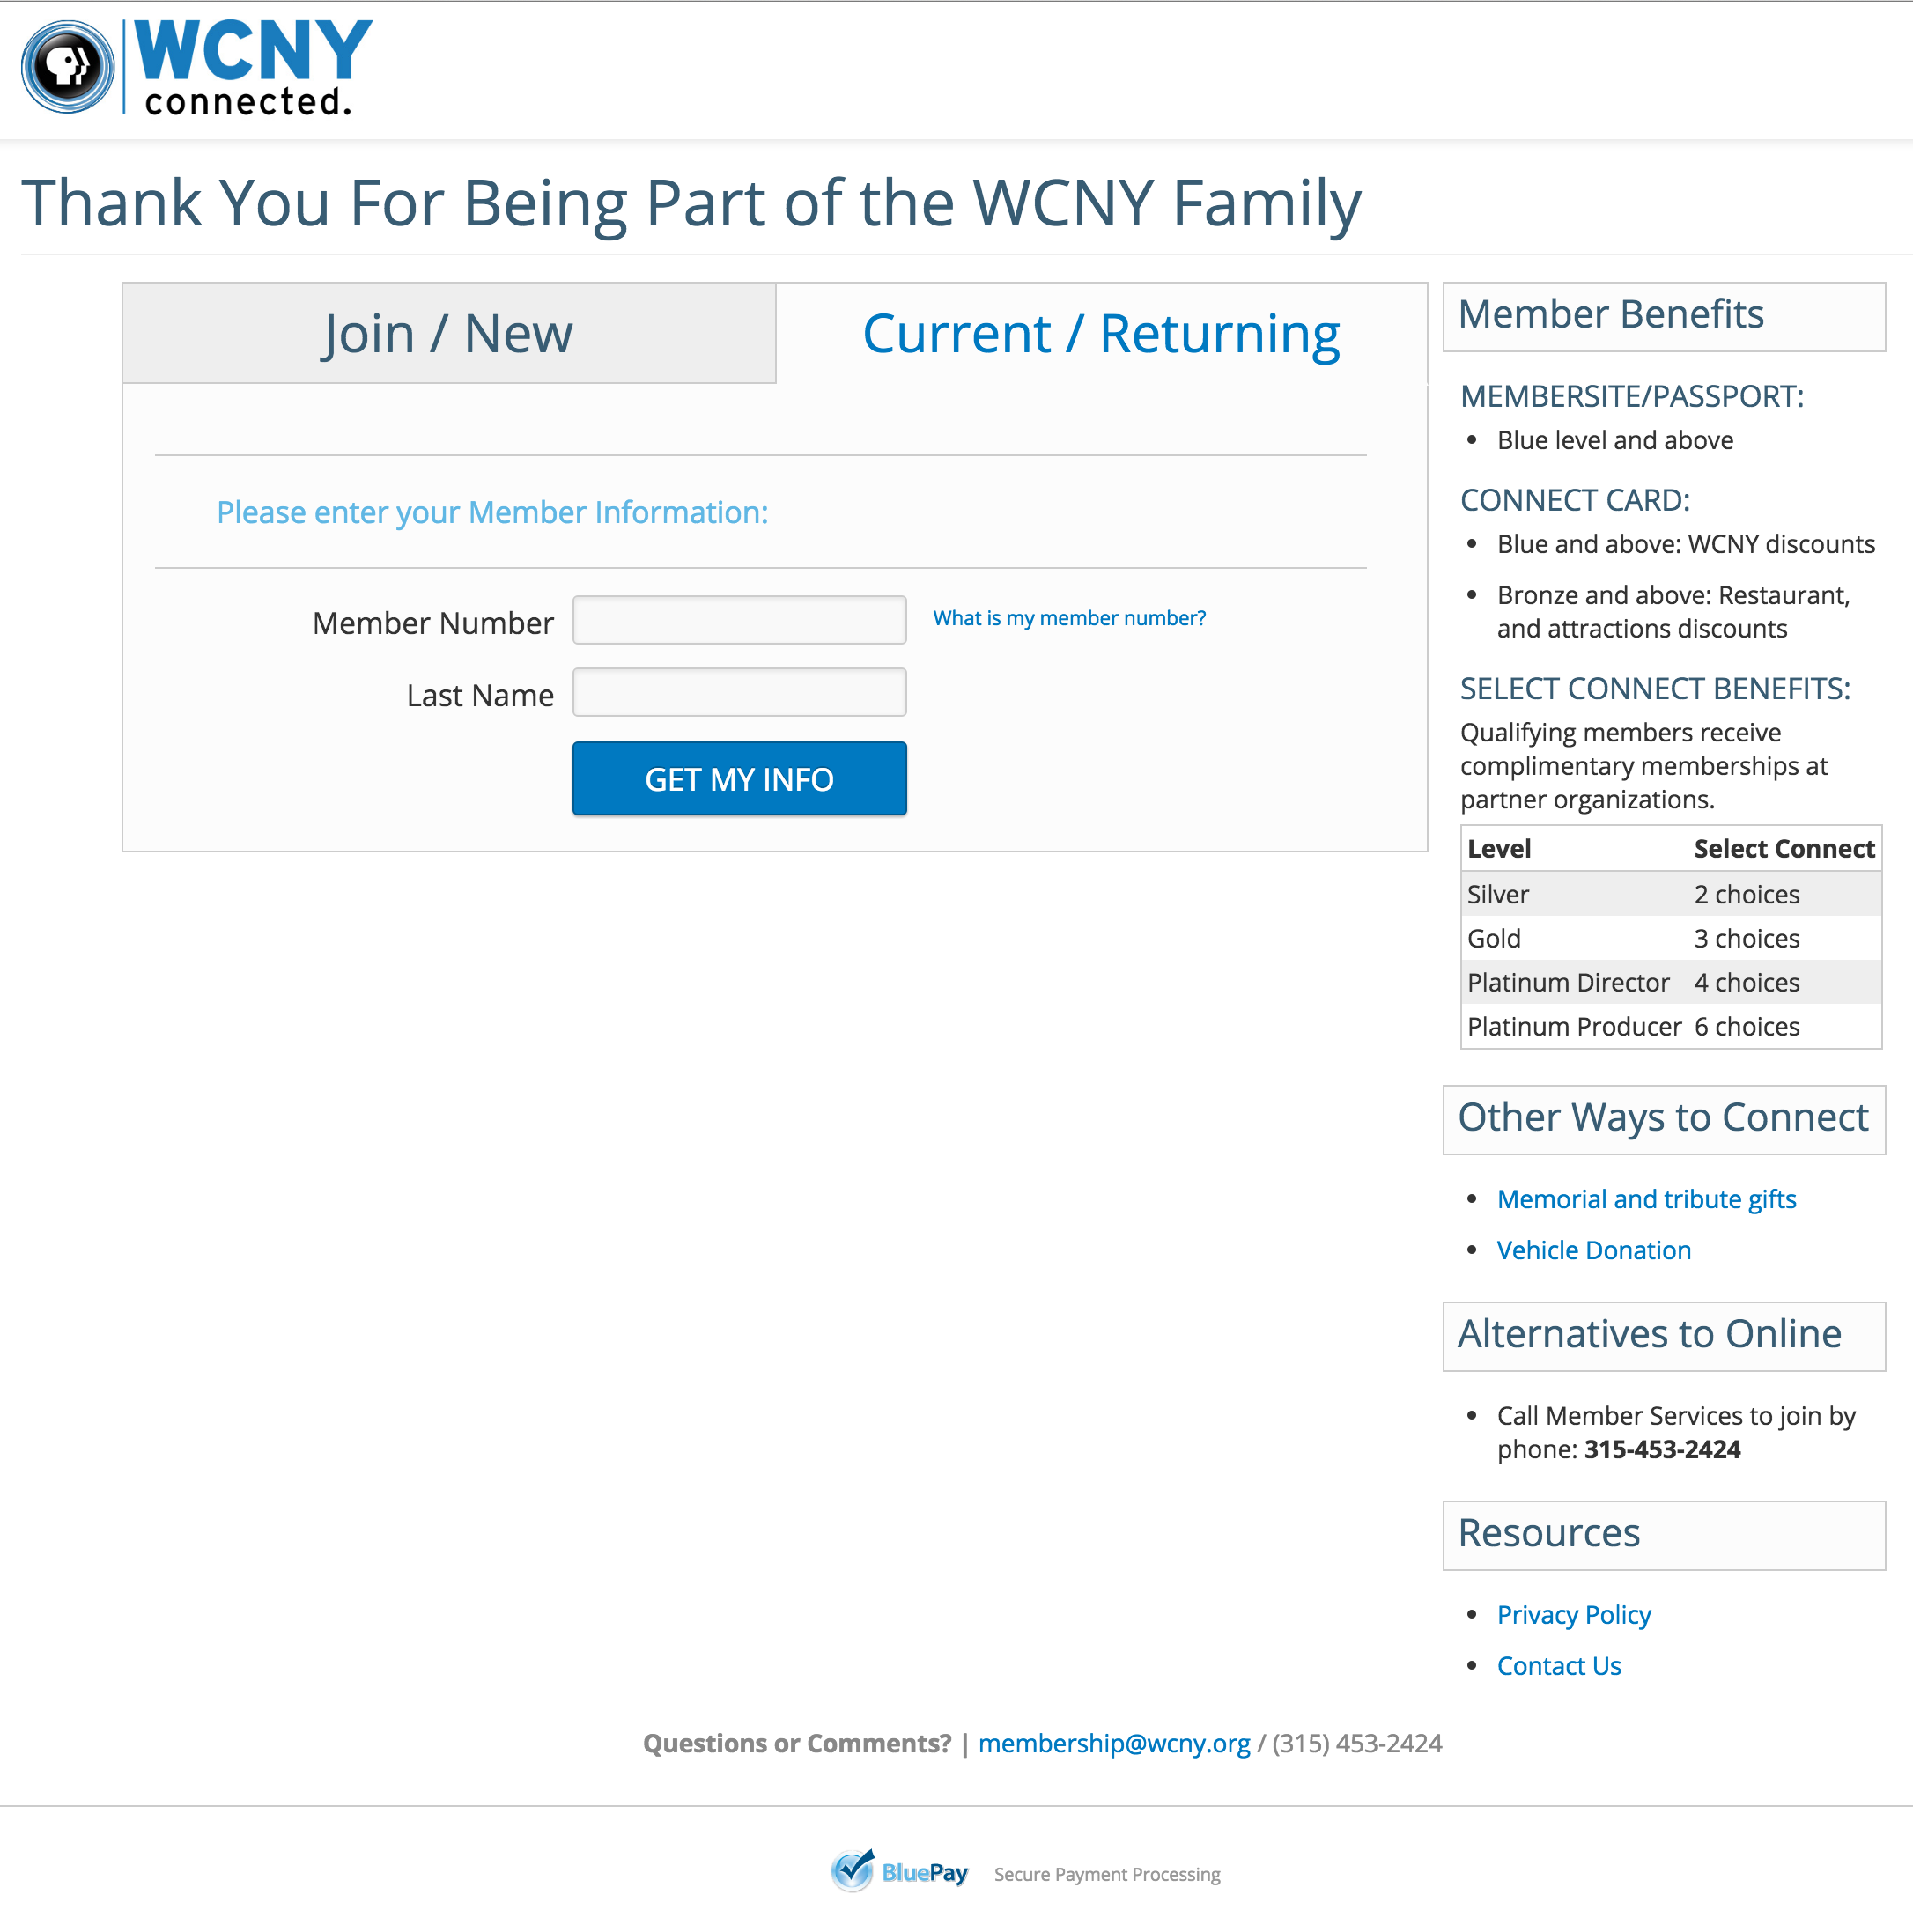 WCNY
connected.
Thank You For Being Part of the WCNY Family
Join / New
Current / Returning
Please enter your Member Information:
Member Number
What is my member number?
Last Name
GET MY INFO
Member Benefits
MEMBERSITE/PASSPORT:
• Blue level and above
CONNECT CARD:
• Blue and above: WCNY discounts
• Bronze and above: Restaurant,
and attractions discounts
SELECT CONNECT BENEFITS:
Qualifying members receive
complimentary memberships at
partner organizations.
Level Select Connect
Silver 2 choices
Gold 3 choices
Platinum Director 4 choices
Platinum Producer 6 choices
Other Ways to Connect
• Memorial and tribute gifts
• Vehicle Donation
Alternatives to Online
• Call Member Services to join by
phone: 315-453-2424
Resources
• Privacy Policy
• Contact Us
Questions or Comments? | membership@wcny.org / (315) 453-2424
BluePay Secure Payment Processing